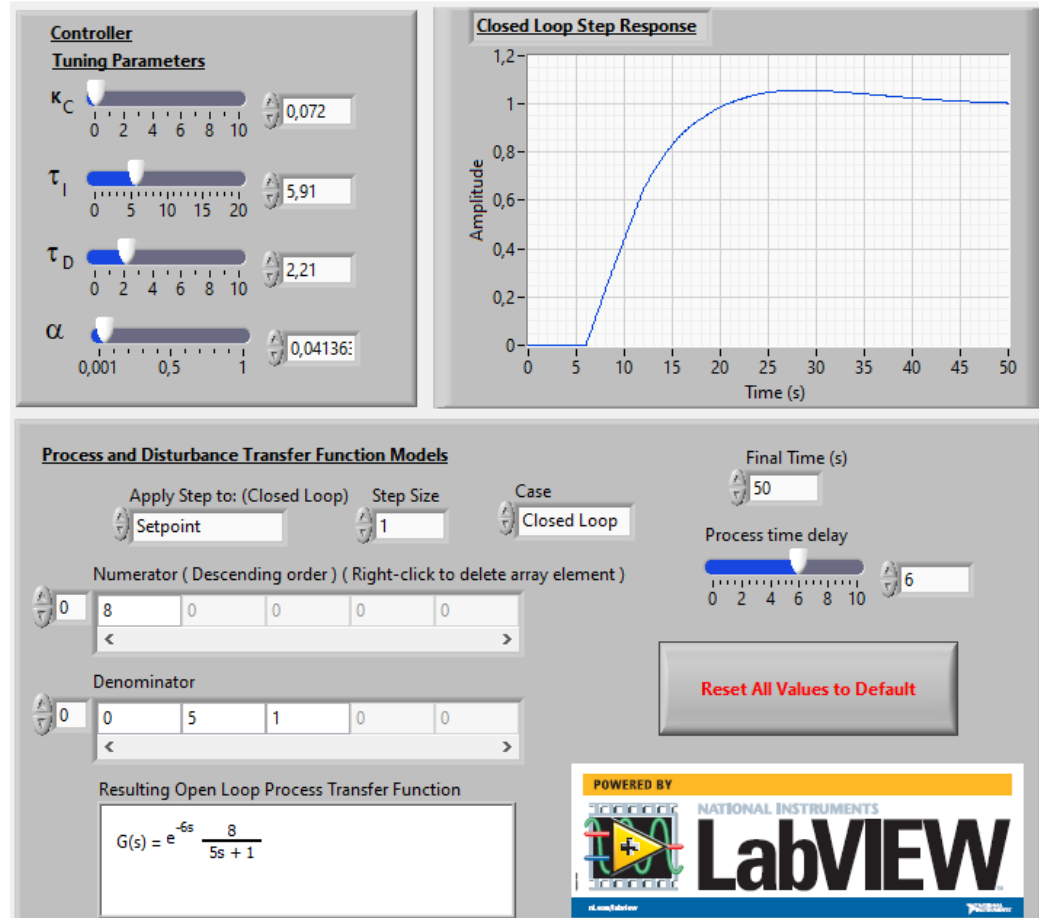 Controller
Tuning Parameters
κC
0 2 4 6 8 10
0,072
τI
0 5 10 15 20
5,91
τD
0 2 4 6 8 10
2,21
α
0,001 0,5 1
0,04136
Closed Loop Step Response
1,2
1
0,8
0,6
0,4
0,2
0
Amplitude
0 5 10 15 20 25 30 35 40 45 50
Time (s)
Process and Disturbance Transfer Function Models
Apply Step to: (Closed Loop) Step Size Case
Setpoint 1 Closed Loop
Final Time (s)
50
Process time delay
0 2 4 6 8 10
6
Numerator ( Descending order ) ( Right-click to delete array element )
0 8 0 0 0 0
Denominator
0 0 5 1 0 0
Resulting Open Loop Process Transfer Function
G(s) = e^-6s 8
5s + 1
Reset All Values to Default
POWERED BY
NATIONAL INSTRUMENTS
LabVIEW
ni.com/labview